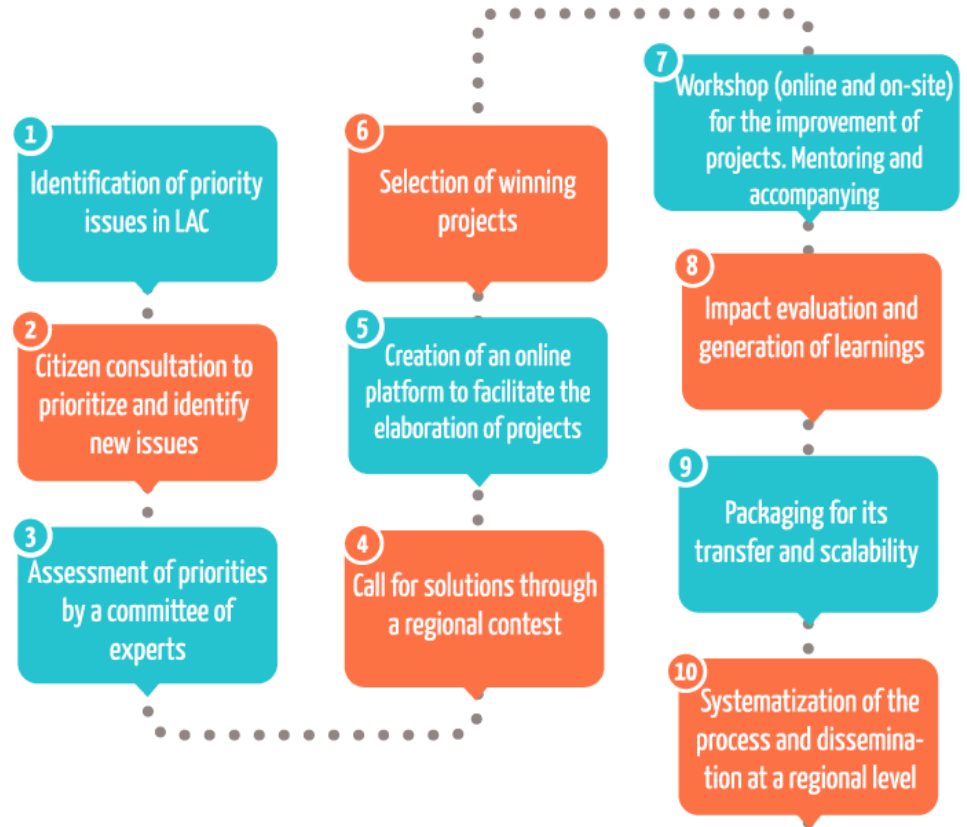 1
Identification of priority
issues in LAC
2
Citizen consultation to
prioritize and identify
new issues
3
Assessment of priorities
by a committee of
experts
4
Call for solutions through
a regional contest
5
Creation of an online
platform to facilitate the
elaboration of projects
6
Selection of winning
projects
7
Workshop (online and on-site)
for the improvement of
projects. Mentoring and
accompanying
8
Impact evaluation and
generation of learnings
9
Packaging for its
transfer and scalability
10
Systematization of the
process and dissemina-
tion at a regional level